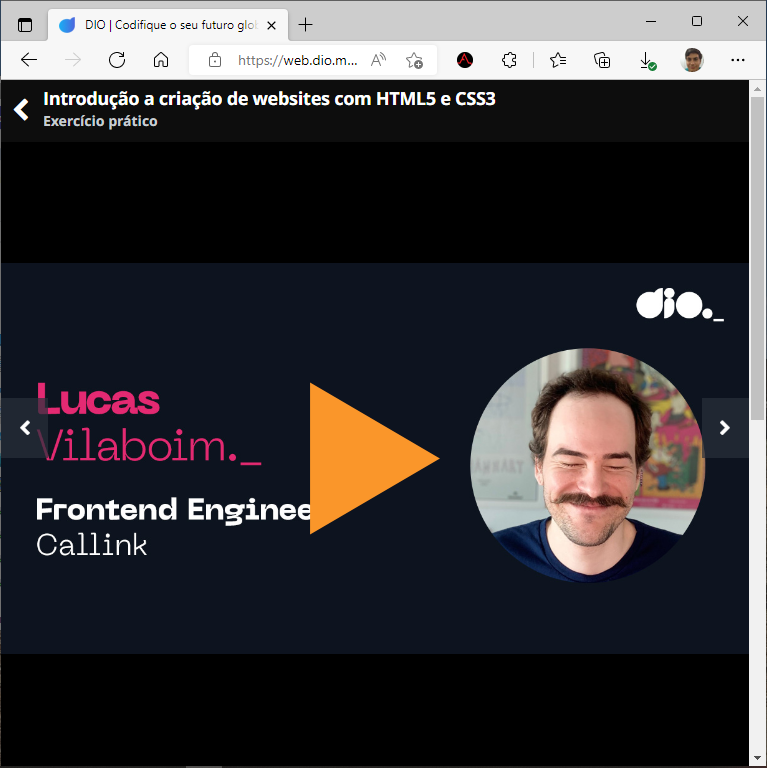 DIO | Codifique o seu futuro glo
https://web.dio.m...
Introdução a criação de websites com HTML5 e CSS3
Exercício prático
dio._
Lucas
Vilaboim._
Frontend Enginee
Callink